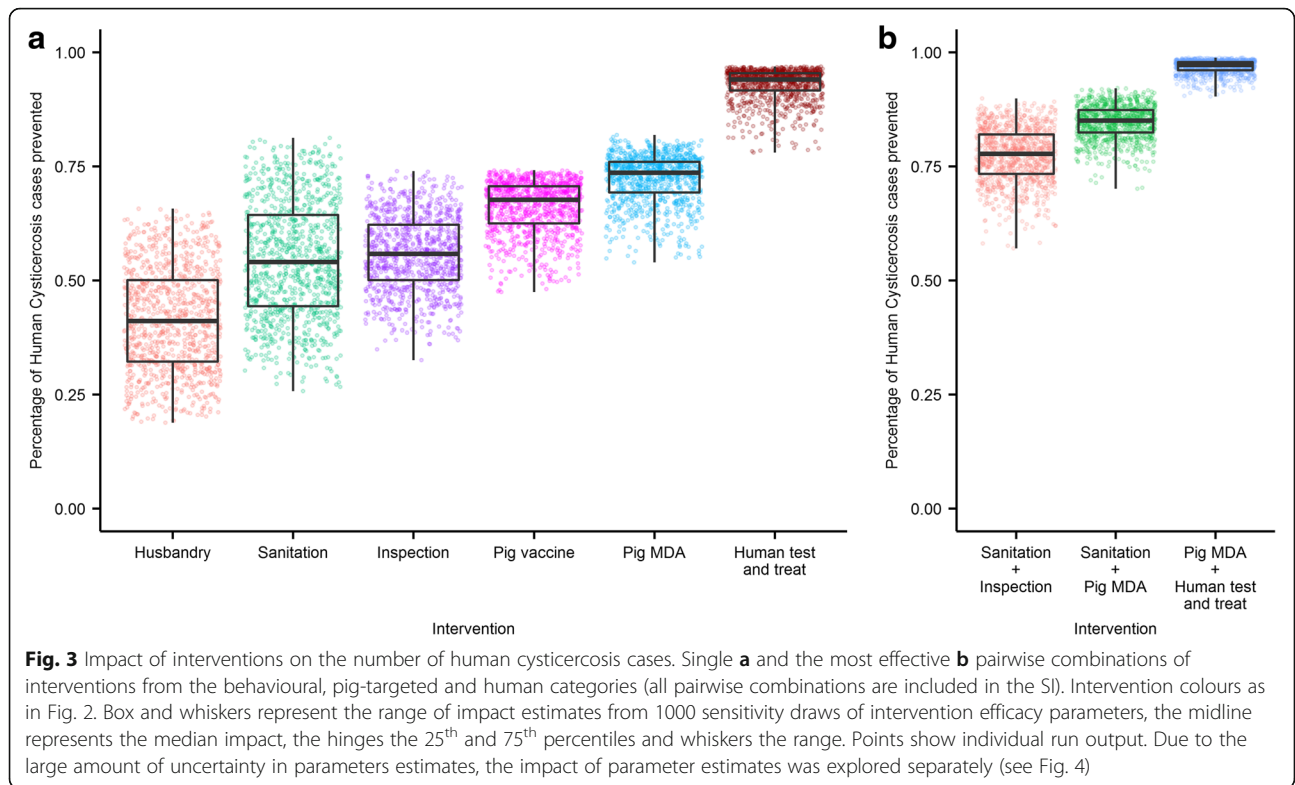 a
Percentage of Human Cysticercosis cases prevented
1.00
0.75
0.50
0.25
0.00
Husbandry
Sanitation
Inspection
Pig vaccine
Pig MDA
Human test
and treat
Intervention
b
Percentage of Human Cysticercosis cases prevented
1.00
0.75
0.50
0.25
0.00
Sanitation
+
Inspection
Sanitation
+
Pig MDA
Pig MDA
+
Human test
and treat
Intervention
Fig. 3 Impact of interventions on the number of human cysticercosis cases. Single a and the most effective b pairwise combinations of
interventions from the behavioural, pig-targeted and human categories (all pairwise combinations are included in the SI). Intervention colours as
in Fig. 2. Box and whiskers represent the range of impact estimates from 1000 sensitivity draws of intervention efficacy parameters, the midline
represents the median impact, the hinges the 25th and 75th percentiles and whiskers the range. Points show individual run output. Due to the
large amount of uncertainty in parameters estimates, the impact of parameter estimates was explored separately (see Fig. 4)